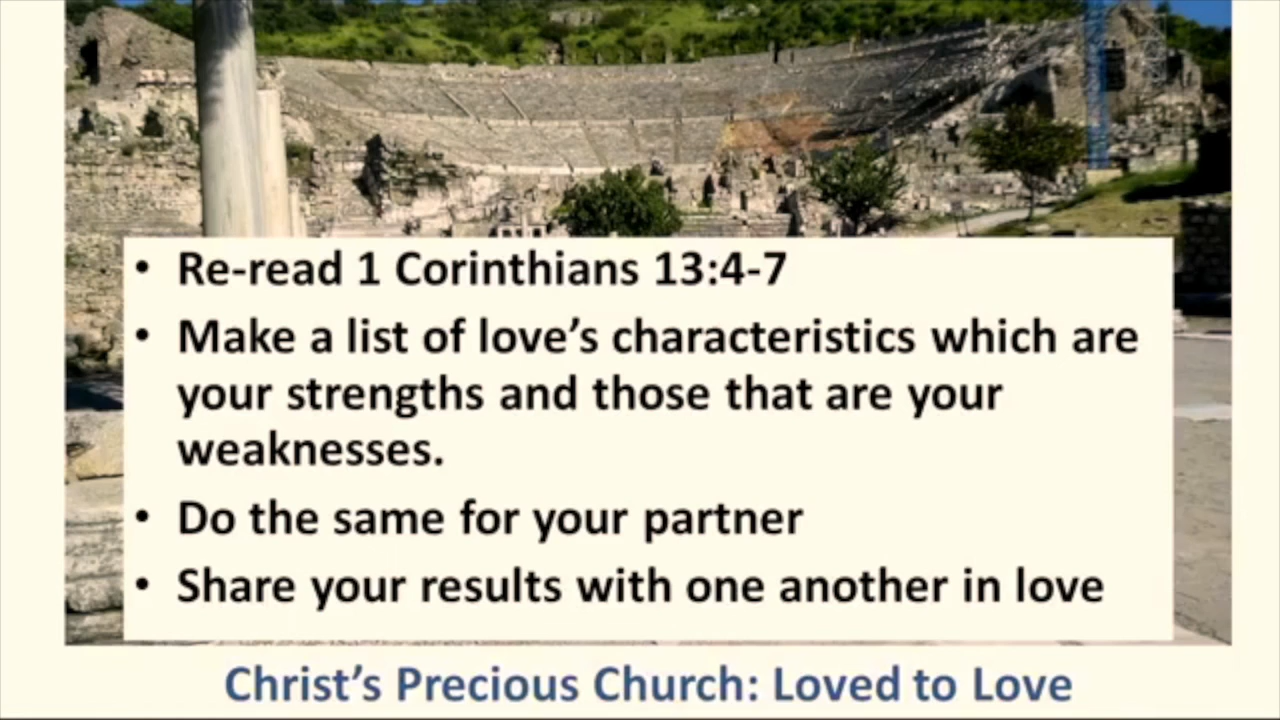 • Re-read 1 Corinthians 13:4-7
• Make a list of love’s characteristics which are
your strengths and those that are your
weaknesses.
• Do the same for your partner
• Share your results with one another in love
Christ’s Precious Church: Loved to Love